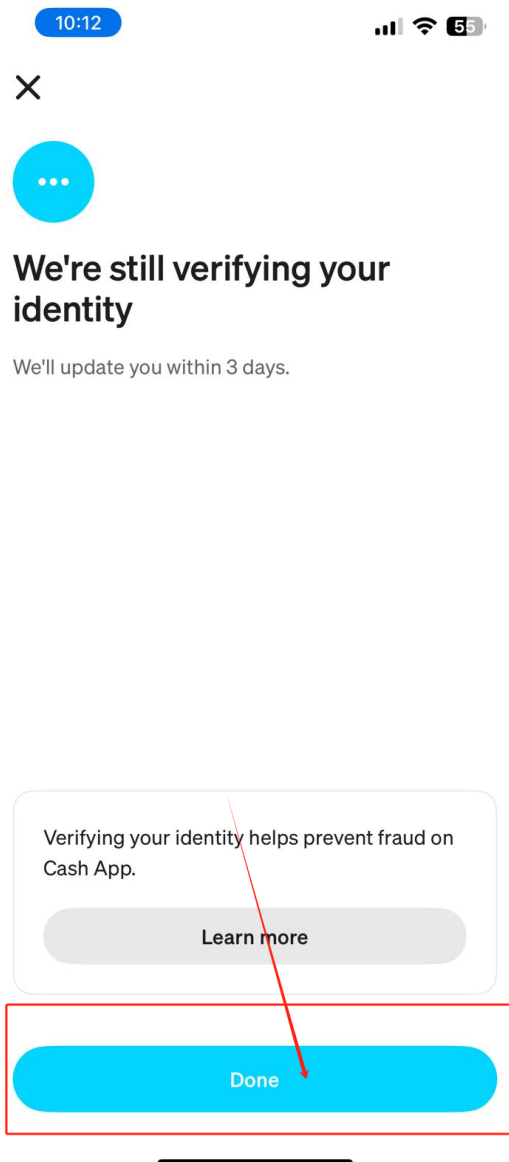 10:12
55
We're still verifying your
identity
We'll update you within 3 days.
Verifying your identity helps prevent fraud on
Cash App.
Learn more
Done